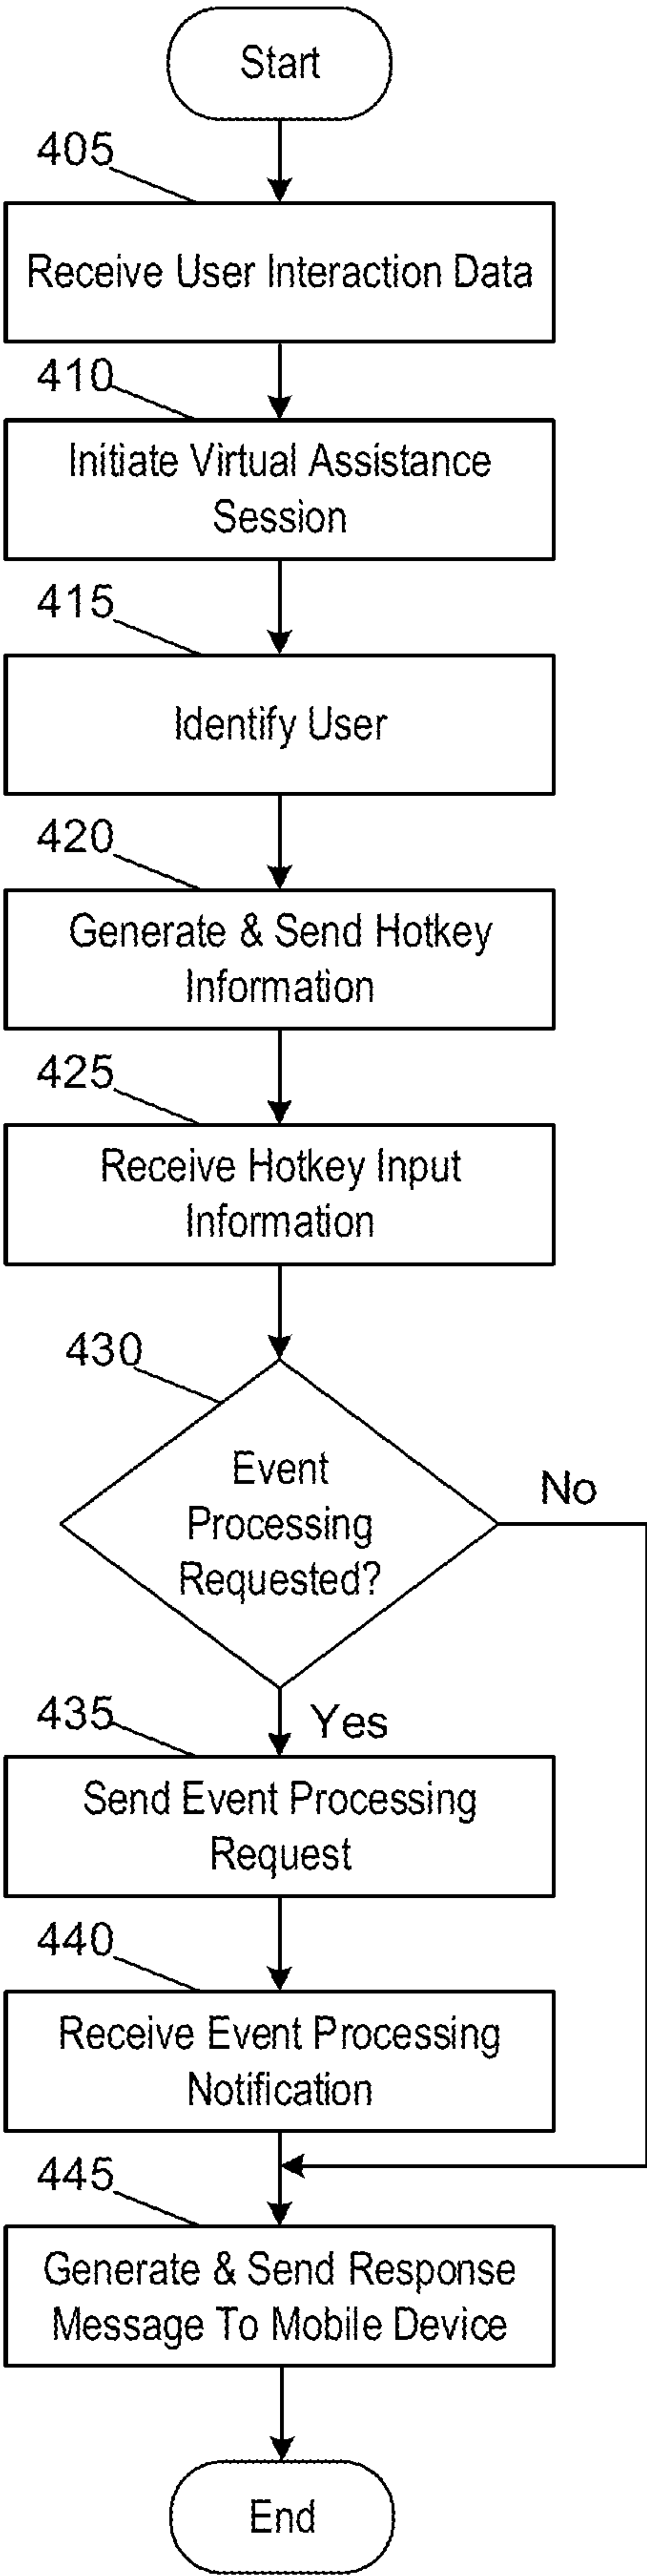 Start
405
Receive User Interaction Data
410
Initiate Virtual Assistance
Session
415
Identify User
420
Generate & Send Hotkey
Information
425
Receive Hotkey Input
Information
430
Event
Processing
Requested?
No
Yes
435
Send Event Processing
Request
440
Receive Event Processing
Notification
445
Generate & Send Response
Message To Mobile Device
End